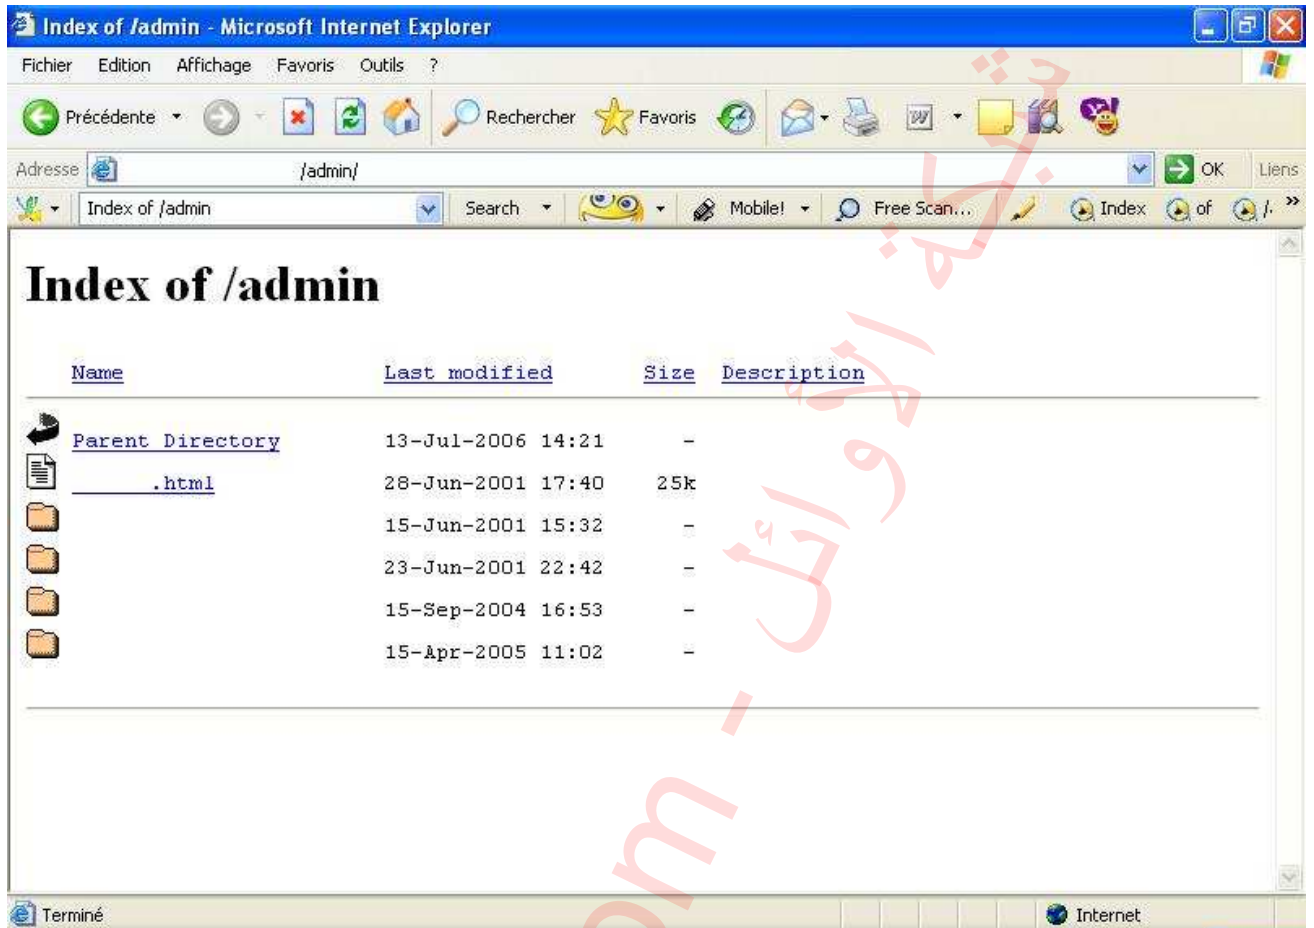 Index of /admin - Microsoft Internet Explorer
Fichier Edition Affichage Favoris Outils ?
Précédente Rechercher Favoris
Adresse /admin/ OK Liens
Index of /admin Search Mobile! Free Scan... Index of /. »
Index of /admin
Name Last modified Size Description
Parent Directory 13-Jul-2006 14:21 -
.html 28-Jun-2001 17:40 25k
15-Jun-2001 15:32 -
23-Jun-2001 22:42 -
15-Sep-2004 16:53 -
15-Apr-2005 11:02 -
Terminé Internet
شبكة الأوائل - om